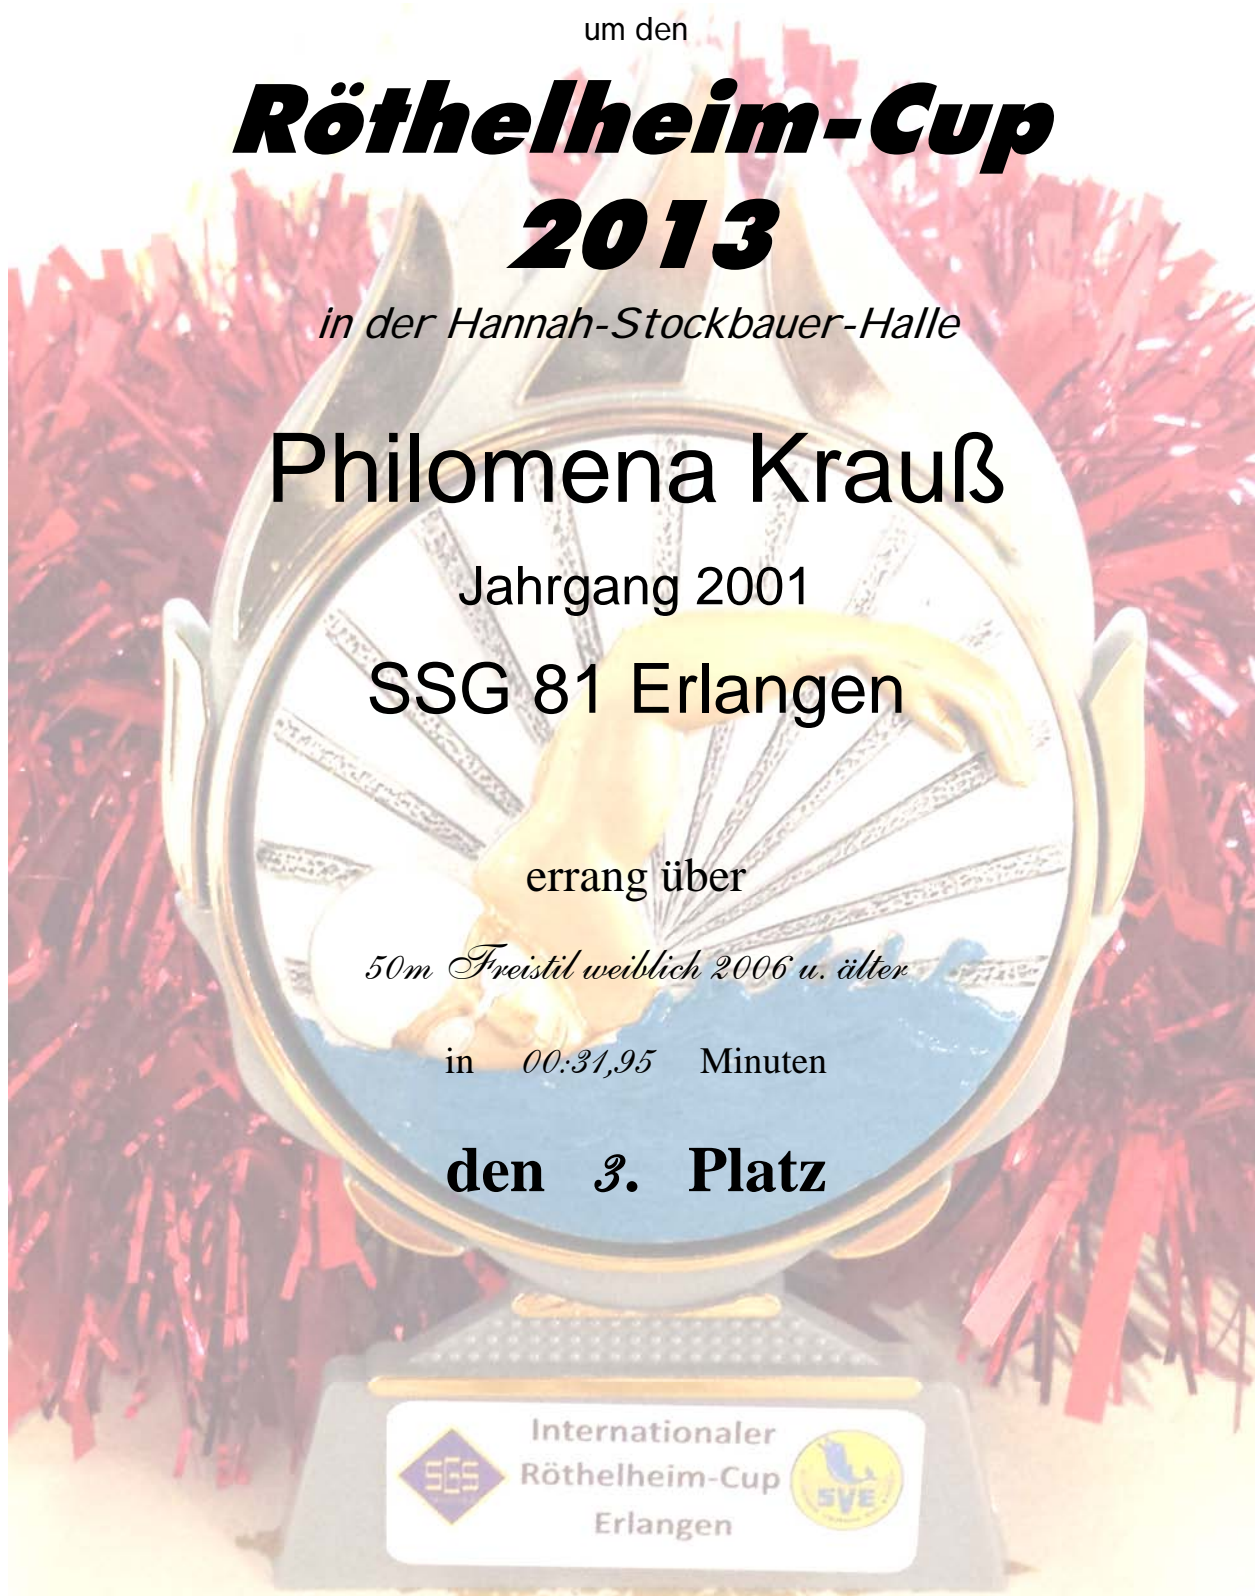 um den
Röthelheim-Cup
2013
in der Hannah-Stockbauer-Halle
Philomena Krauß
Jahrgang 2001
SSG 81 Erlangen
errang über
50m Freistil weiblich 2006 u. älter
in 00:31,95 Minuten
den 3. Platz
Internationaler
SGS Röthelheim-Cup SVE
Erlangen